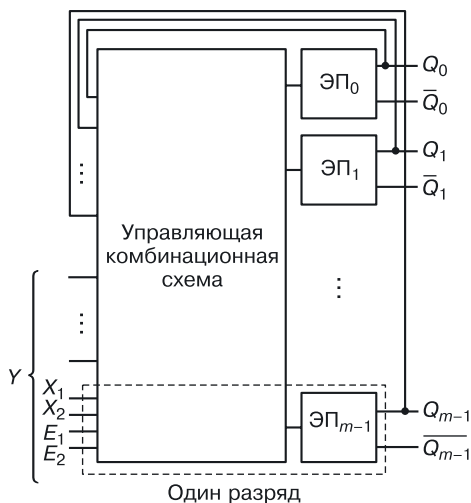 ЭП₀
Q₀
Q̅₀
ЭП₁
Q₁
Q̅₁
...
Управляющая
комбинационная
схема
...
...
Y
X₁
X₂
E₁
E₂
ЭПₘ₋₁
Qₘ₋₁
Q̅ₘ₋₁
Один разряд